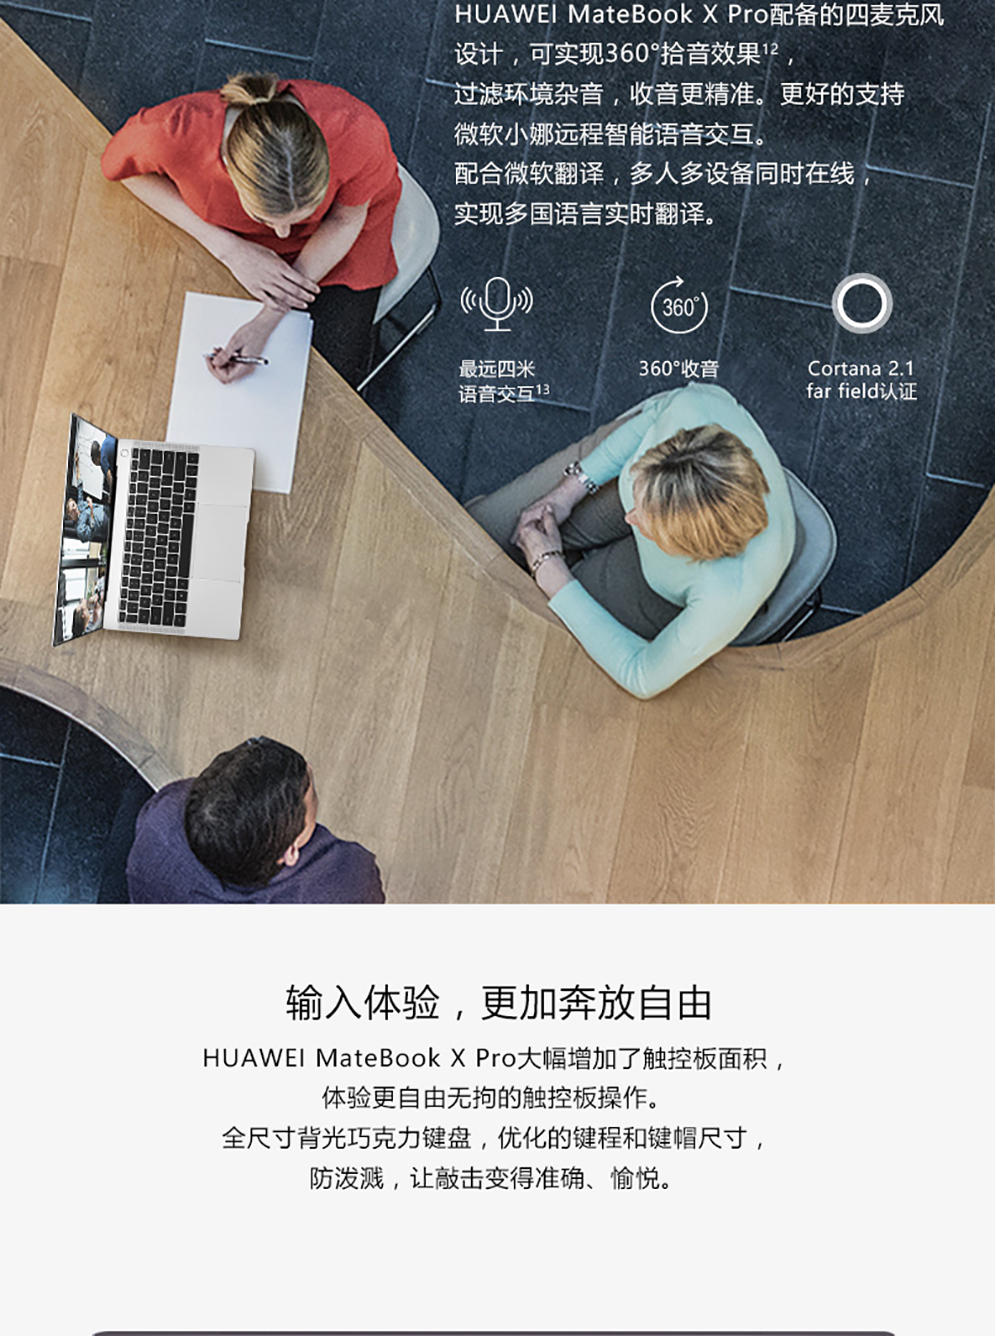 HUAWEI MateBook X Pro配备的四麦克风
设计，可实现360°拾音效果¹²，
过滤环境杂音，收音更精准。更好的支持
微软小娜远程智能语音交互。
配合微软翻译，多人多设备同时在线，
实现多国语言实时翻译。
360°
最远四米
语音交互¹³
360°收音
Cortana 2.1
far field认证
输入体验，更加奔放自由
HUAWEI MateBook X Pro大幅增加了触控板面积，
体验更自由无拘的触控板操作。
全尺寸背光巧克力键盘，优化的键程和键帽尺寸，
防泼溅，让敲击变得准确、愉悦。